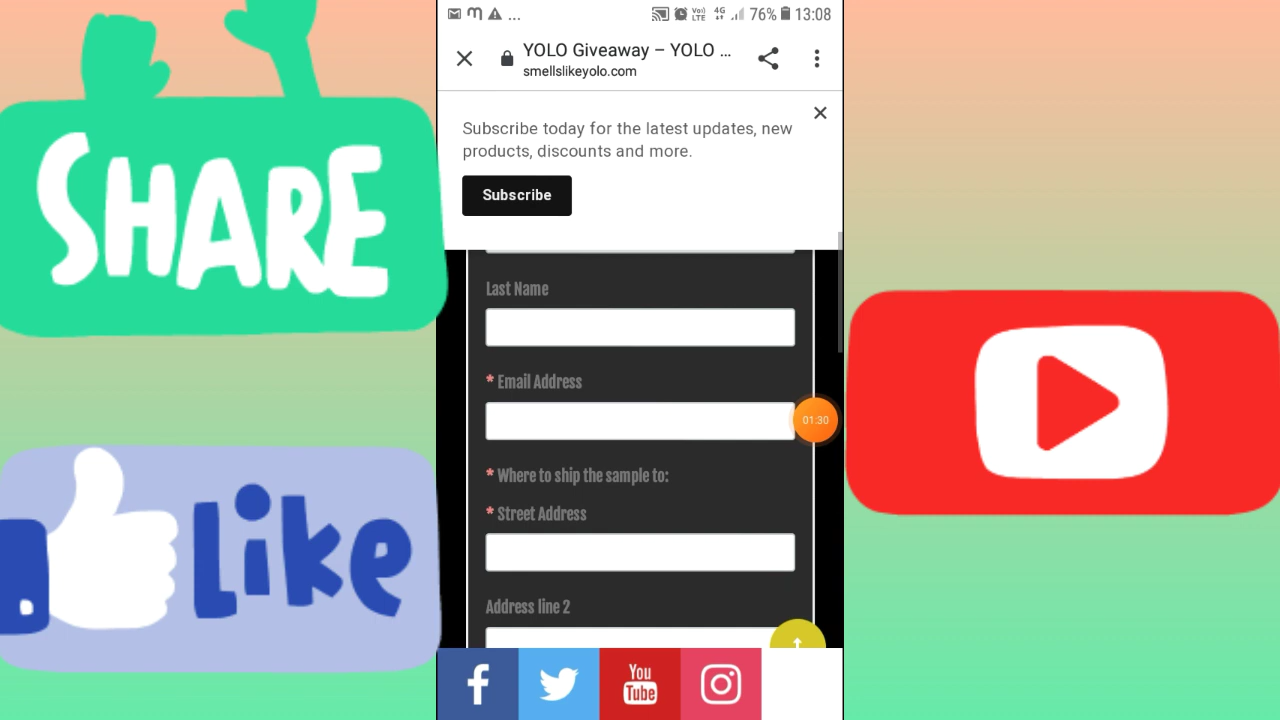 ... VoLTE 4G 76% 13:08
YOLO Giveaway – YOLO ...
smellslikeyolo.com
Subscribe today for the latest updates, new
products, discounts and more.
Subscribe
Last Name
* Email Address
01:30
* Where to ship the sample to:
* Street Address
Address line 2
f You Tube
SHARE
Like